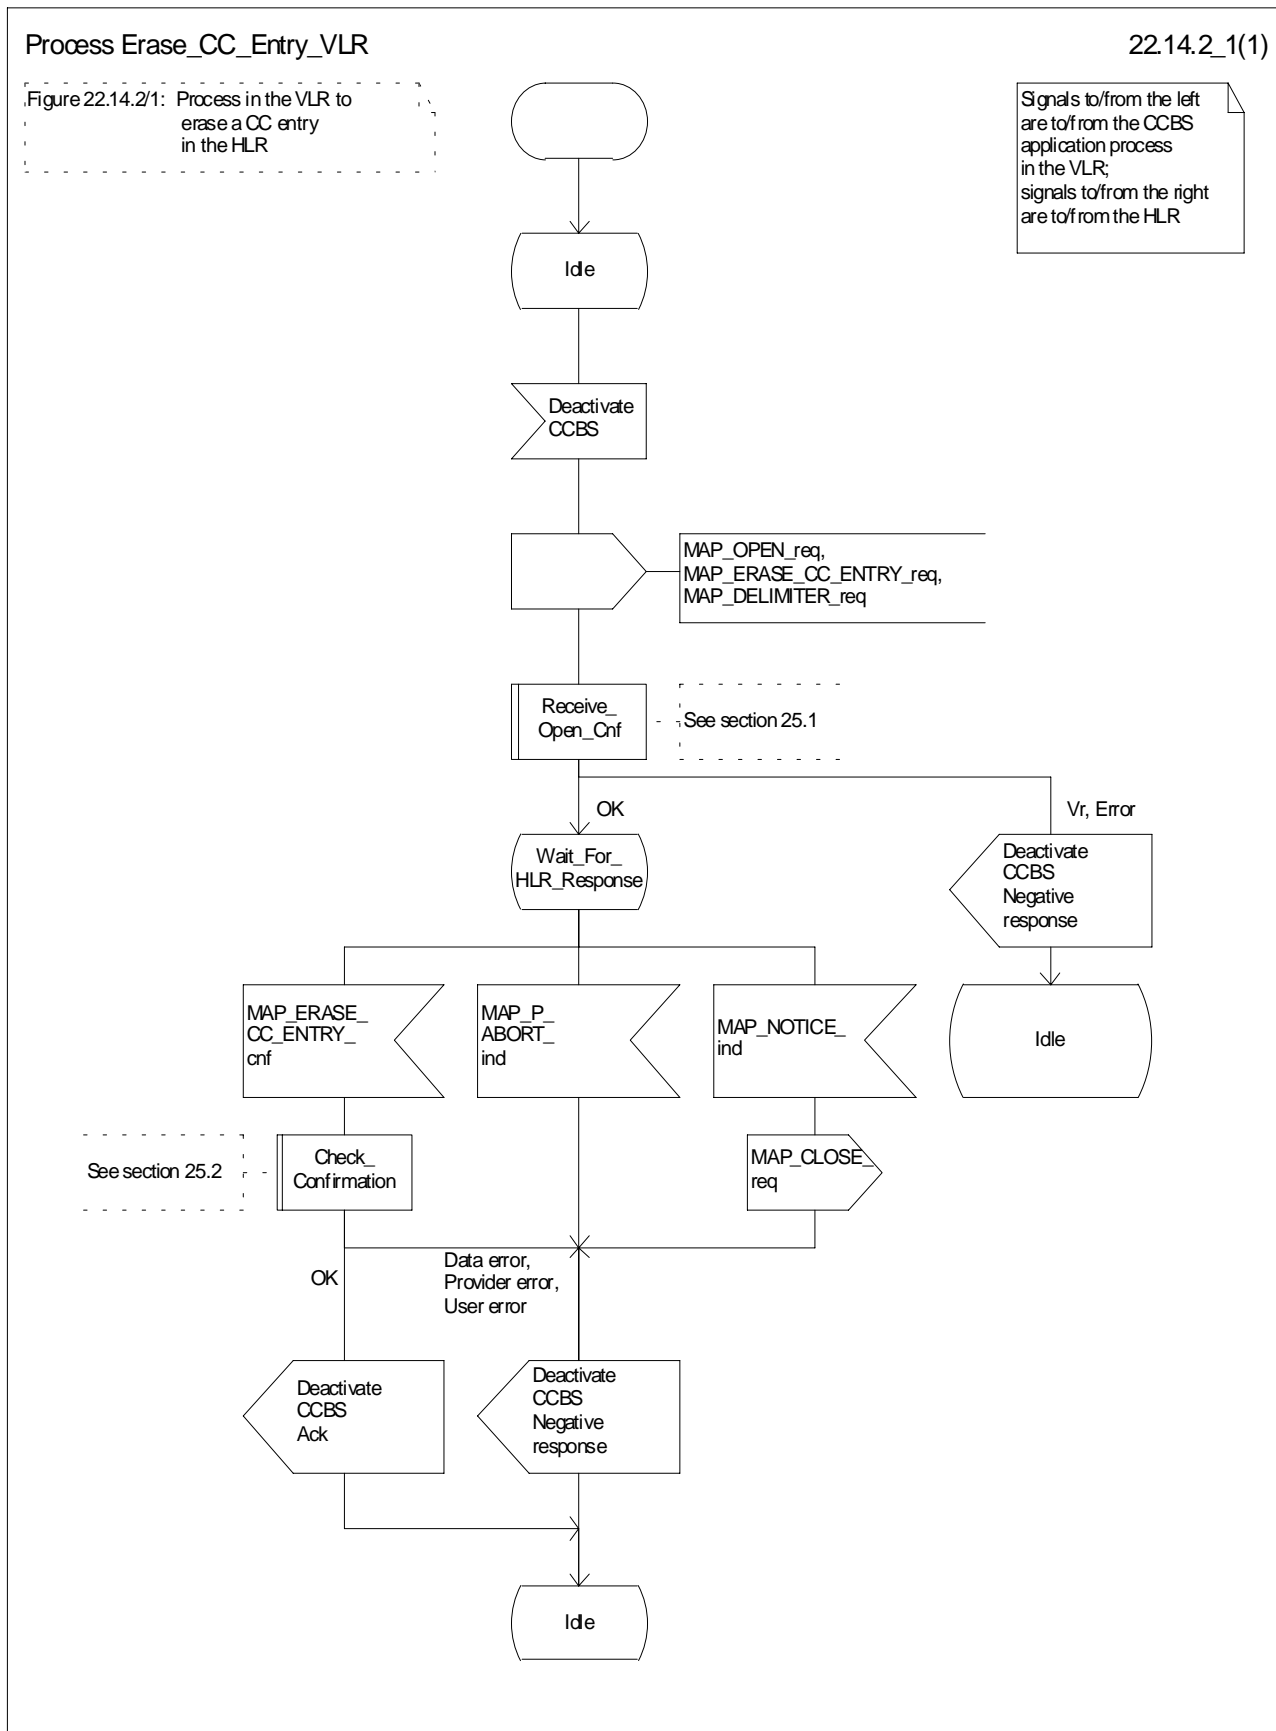 Process Erase_CC_Entry_VLR
22.14.2_1(1)
Figure 22.14.2/1: Process in the VLR to
erase a CC entry
in the HLR
Signals to/from the left
are to/from the CCBS
application process
in the VLR;
signals to/from the right
are to/from the HLR
Idle
Deactivate
CCBS
MAP_OPEN_req,
MAP_ERASE_CC_ENTRY_req,
MAP_DELIMITER_req
Receive_
Open_Cnf
See section 25.1
OK
Vr, Error
Wait_For_
HLR_Response
Deactivate
CCBS
Negative
response
MAP_ERASE_
CC_ENTRY_
cnf
MAP_P_
ABORT_
ind
MAP_NOTICE_
ind
Idle
See section 25.2
Check_
Confirmation
MAP_CLOSE_
req
OK
Data error,
Provider error,
User error
Deactivate
CCBS
Ack
Deactivate
CCBS
Negative
response
Idle